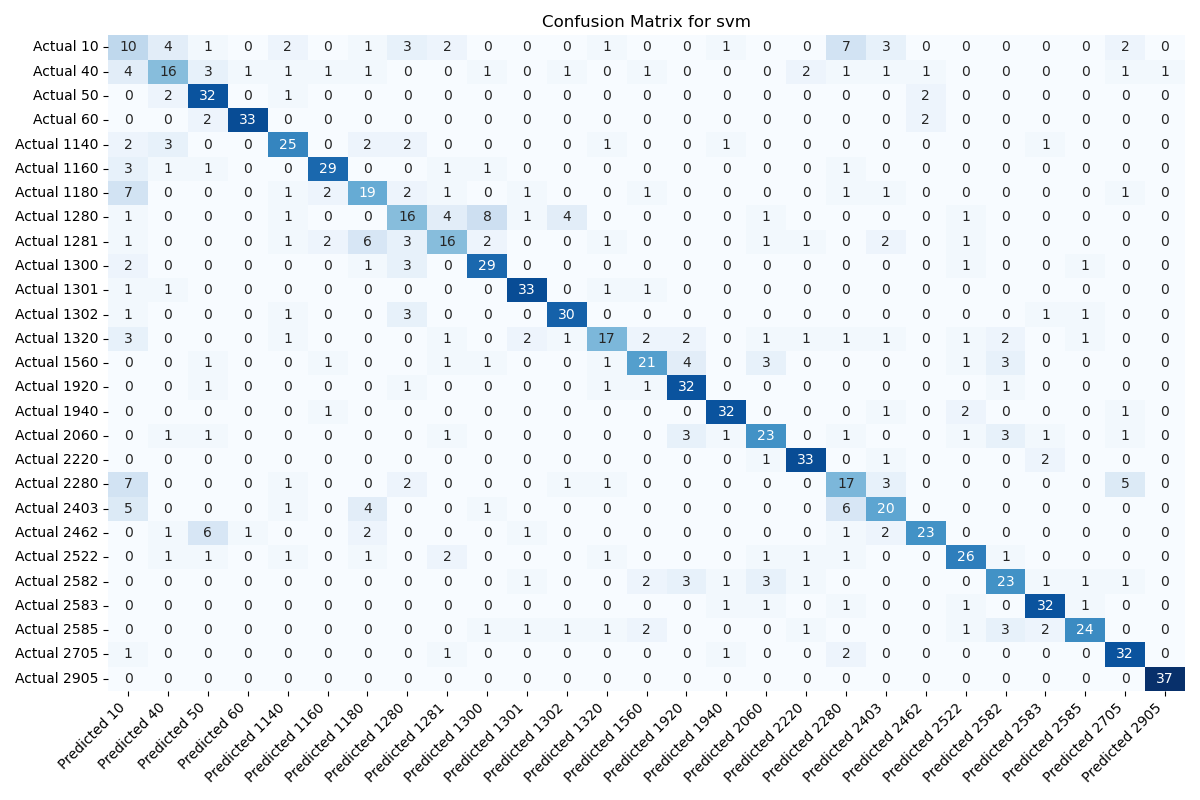 Confusion Matrix for svm
Actual 10 10 4 1 0 2 0 1 3 2 0 0 0 1 0 0 1 0 0 7 3 0 0 0 0 0 2 0
Actual 40 4 16 3 1 1 1 1 0 0 1 0 1 0 1 0 0 0 2 1 1 1 0 0 0 0 1 1
Actual 50 0 2 32 0 1 0 0 0 0 0 0 0 0 0 0 0 0 0 0 0 2 0 0 0 0 0 0
Actual 60 0 0 2 33 0 0 0 0 0 0 0 0 0 0 0 0 0 0 0 0 2 0 0 0 0 0 0
Actual 1140 2 3 0 0 25 0 2 2 0 0 0 0 1 0 0 1 0 0 0 0 0 0 0 1 0 0 0
Actual 1160 3 1 1 0 0 29 0 0 1 1 0 0 0 0 0 0 0 0 1 0 0 0 0 0 0 0 0
Actual 1180 7 0 0 0 1 2 19 2 1 0 1 0 0 1 0 0 0 0 1 1 0 0 0 0 0 1 0
Actual 1280 1 0 0 0 1 0 0 16 4 8 1 4 0 0 0 0 1 0 0 0 0 1 0 0 0 0 0
Actual 1281 1 0 0 0 1 2 6 3 16 2 0 0 1 0 0 0 1 1 0 2 0 1 0 0 0 0 0
Actual 1300 2 0 0 0 0 0 1 3 0 29 0 0 0 0 0 0 0 0 0 0 0 1 0 0 1 0 0
Actual 1301 1 1 0 0 0 0 0 0 0 0 33 0 1 1 0 0 0 0 0 0 0 0 0 0 0 0 0
Actual 1302 1 0 0 0 1 0 0 3 0 0 0 30 0 0 0 0 0 0 0 0 0 0 0 1 1 0 0
Actual 1320 3 0 0 0 1 0 0 0 1 0 2 1 17 2 2 0 1 1 1 1 0 1 2 0 1 0 0
Actual 1560 0 0 1 0 0 1 0 0 1 1 0 0 1 21 4 0 3 0 0 0 0 1 3 0 0 0 0
Actual 1920 0 0 1 0 0 0 0 1 0 0 0 0 1 1 32 0 0 0 0 0 0 0 1 0 0 0 0
Actual 1940 0 0 0 0 0 1 0 0 0 0 0 0 0 0 0 32 0 0 0 1 0 2 0 0 0 1 0
Actual 2060 0 1 1 0 0 0 0 0 1 0 0 0 0 0 3 1 23 0 1 0 0 1 3 1 0 1 0
Actual 2220 0 0 0 0 0 0 0 0 0 0 0 0 0 0 0 0 1 33 0 1 0 0 0 2 0 0 0
Actual 2280 7 0 0 0 1 0 0 2 0 0 0 1 1 0 0 0 0 0 17 3 0 0 0 0 0 5 0
Actual 2403 5 0 0 0 1 0 4 0 0 1 0 0 0 0 0 0 0 0 6 20 0 0 0 0 0 0 0
Actual 2462 0 1 6 1 0 0 2 0 0 0 1 0 0 0 0 0 0 0 1 2 23 0 0 0 0 0 0
Actual 2522 0 1 1 0 1 0 1 0 2 0 0 0 1 0 0 0 1 1 1 0 0 26 1 0 0 0 0
Actual 2582 0 0 0 0 0 0 0 0 0 0 1 0 0 2 3 1 3 1 0 0 0 0 23 1 1 1 0
Actual 2583 0 0 0 0 0 0 0 0 0 0 0 0 0 0 0 1 1 0 1 0 0 1 0 32 1 0 0
Actual 2585 0 0 0 0 0 0 0 0 0 1 1 1 1 2 0 0 0 1 0 0 0 1 3 2 24 0 0
Actual 2705 1 0 0 0 0 0 0 0 1 0 0 0 0 0 0 1 0 0 2 0 0 0 0 0 0 32 0
Actual 2905 0 0 0 0 0 0 0 0 0 0 0 0 0 0 0 0 0 0 0 0 0 0 0 0 0 0 37
Predicted 10
Predicted 40
Predicted 50
Predicted 60
Predicted 1140
Predicted 1160
Predicted 1180
Predicted 1280
Predicted 1281
Predicted 1300
Predicted 1301
Predicted 1302
Predicted 1320
Predicted 1560
Predicted 1920
Predicted 1940
Predicted 2060
Predicted 2220
Predicted 2280
Predicted 2403
Predicted 2462
Predicted 2522
Predicted 2582
Predicted 2583
Predicted 2585
Predicted 2705
Predicted 2905